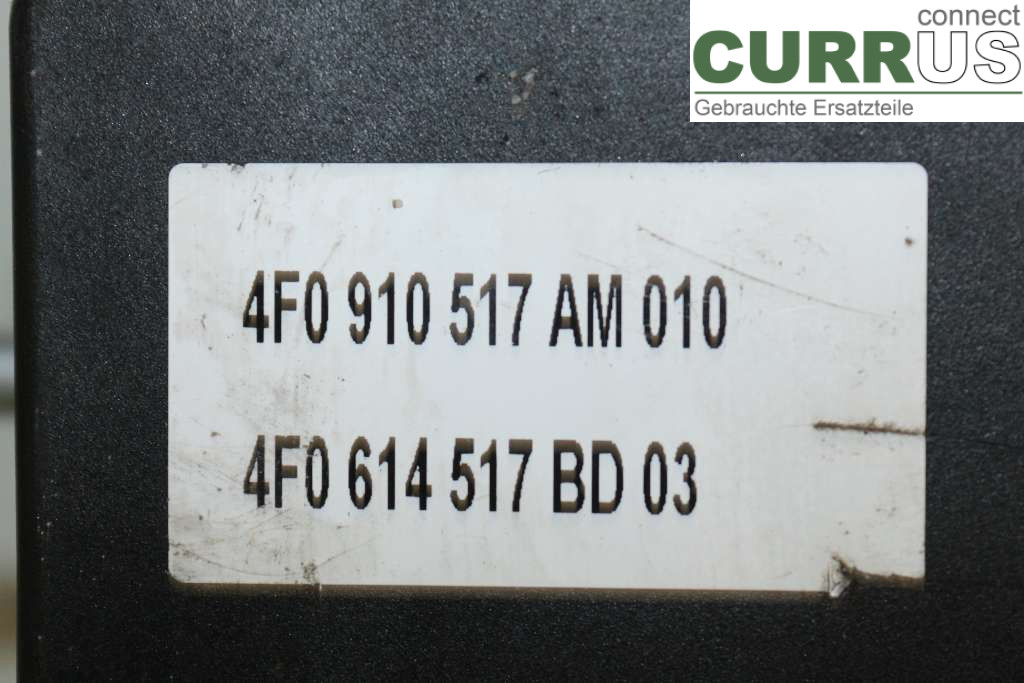 connect
CURRUS
Gebrauchte Ersatzteile
4F0 910 517 AM 010
4F0 614 517 BD 03